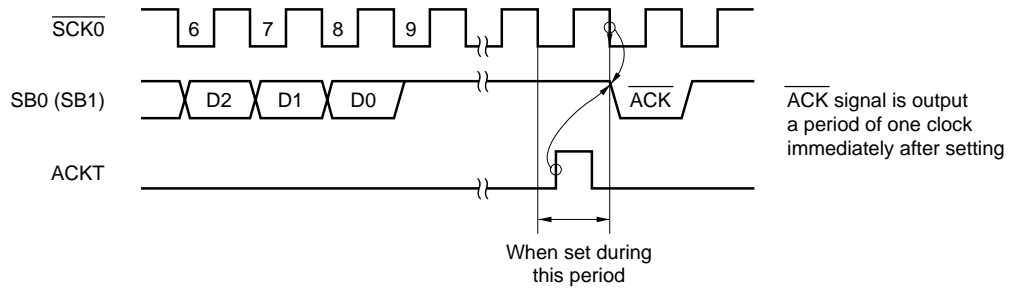 SCK0
6 7 8 9
SB0 (SB1)
D2 D1 D0 ACK
ACK signal is output
a period of one clock
immediately after setting
ACKT
When set during
this period